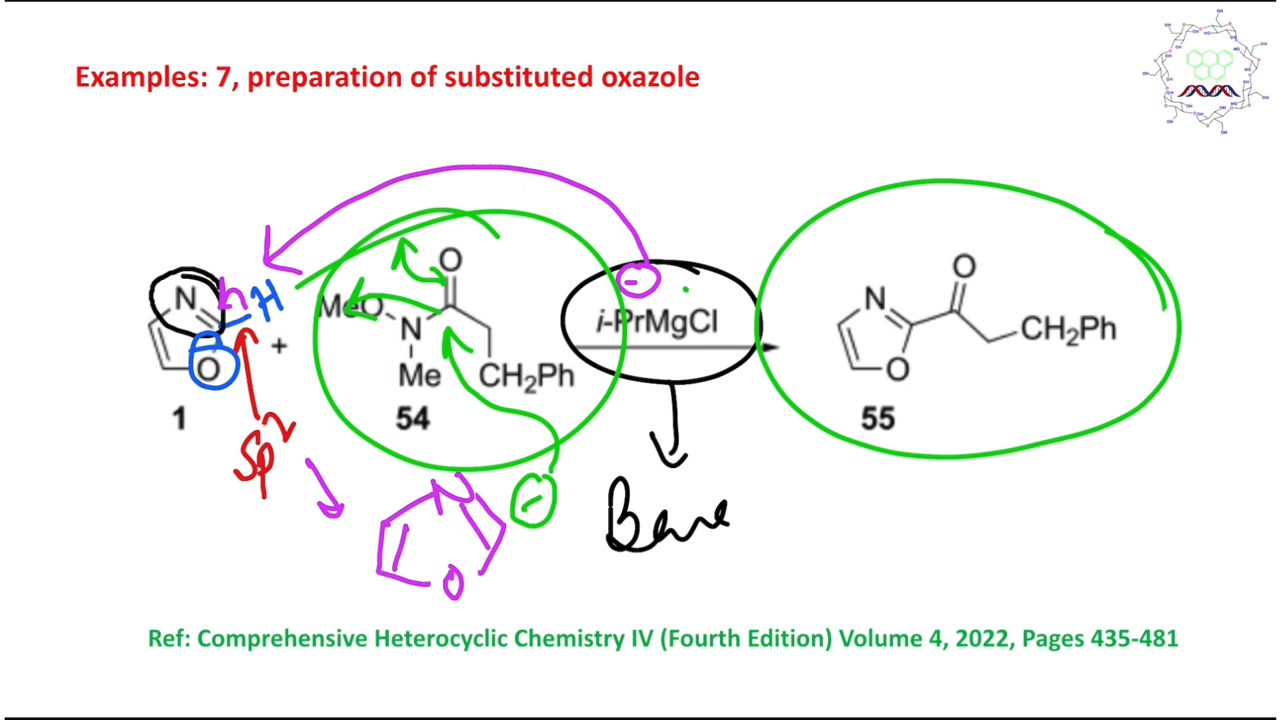 Examples: 7, preparation of substituted oxazole
N H
O
1
+
O
MeO
N
Me CH₂Ph
54
-
i-PrMgCl
O
N
O
CH₂Ph
55
Sp2
N
O
-
Base
Ref: Comprehensive Heterocyclic Chemistry IV (Fourth Edition) Volume 4, 2022, Pages 435-481